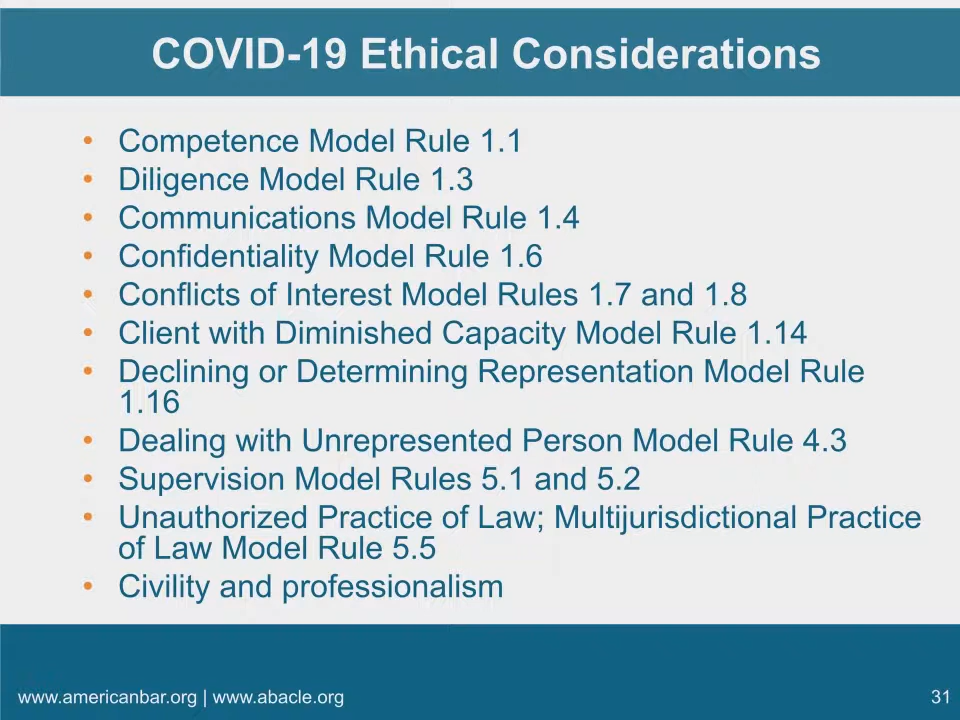 COVID-19 Ethical Considerations
• Competence Model Rule 1.1
• Diligence Model Rule 1.3
• Communications Model Rule 1.4
• Confidentiality Model Rule 1.6
• Conflicts of Interest Model Rules 1.7 and 1.8
• Client with Diminished Capacity Model Rule 1.14
• Declining or Determining Representation Model Rule
1.16
• Dealing with Unrepresented Person Model Rule 4.3
• Supervision Model Rules 5.1 and 5.2
• Unauthorized Practice of Law; Multijurisdictional Practice
of Law Model Rule 5.5
• Civility and professionalism
www.americanbar.org | www.abacle.org
31